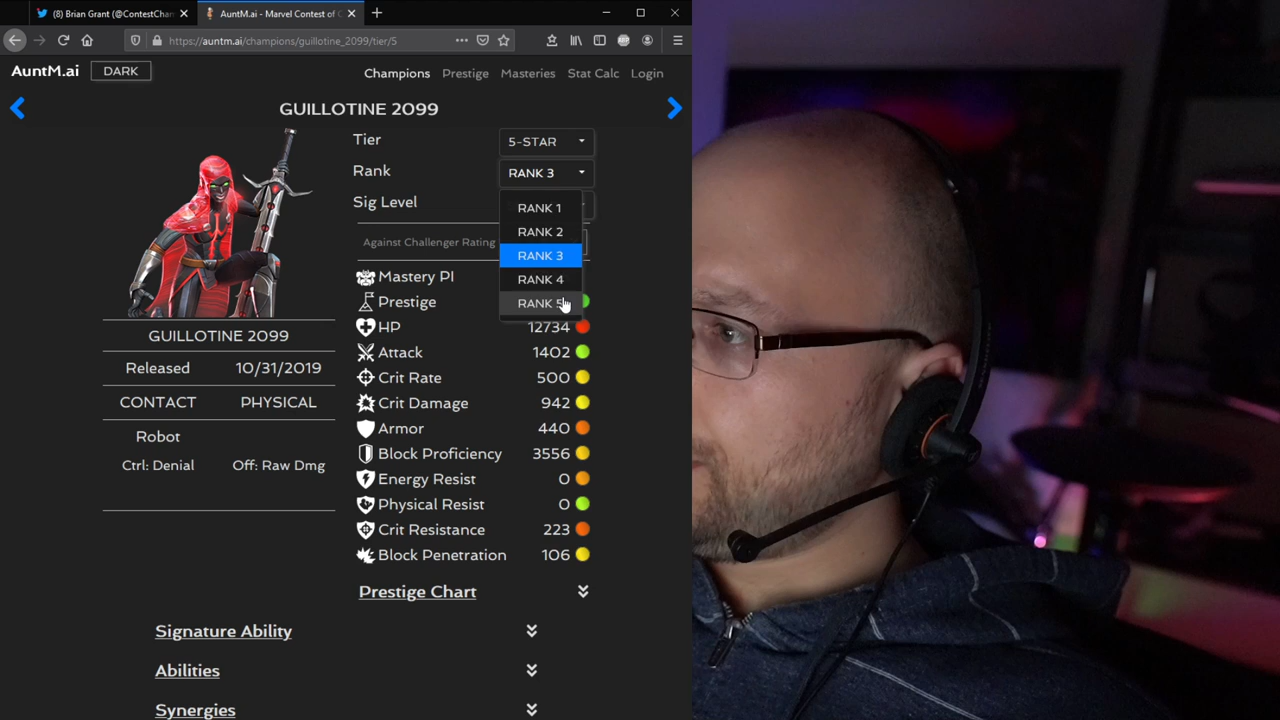 (8) Brian Grant (@ContestCham
AuntM.ai - Marvel Contest of C
https://auntm.ai/champions/guillotine_2099/tier/5
ABP
AuntM.ai
DARK
Champions
Prestige
Masteries
Stat Calc
Login
GUILLOTINE 2099
Tier
5-STAR
Rank
RANK 3
Sig Level
RANK 1
RANK 2
RANK 3
RANK 4
RANK 5
Against Challenger Rating
Mastery PI
Prestige
HP 12734
Attack 1402
Crit Rate 500
Crit Damage 942
Armor 440
Block Proficiency 3556
Energy Resist 0
Physical Resist 0
Crit Resistance 223
Block Penetration 106
Prestige Chart
GUILLOTINE 2099
Released 10/31/2019
CONTACT PHYSICAL
Robot
Ctrl: Denial Off: Raw Dmg
Signature Ability
Abilities
Synergies